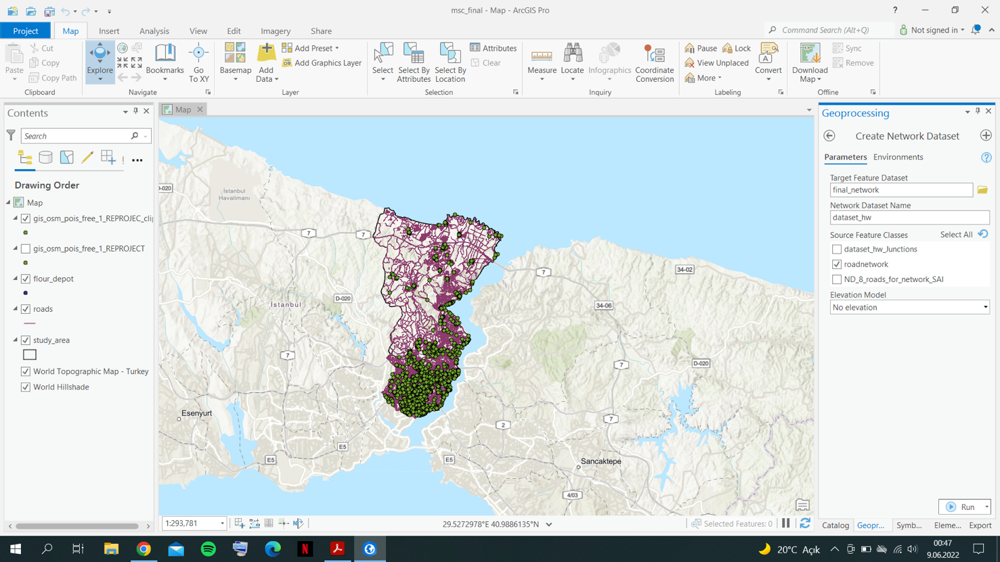 msc_final - Map - ArcGIS Pro
?
Project
Map
Insert
Analysis
View
Edit
Imagery
Share
Command Search (Alt+Q)
Not signed in
Paste
Cut
Copy
Copy Path
Clipboard
Explore
Bookmarks
Go To XY
Navigate
Basemap
Add Data
Add Preset
Add Graphics Layer
Layer
Select
Select By Attributes
Select By Location
Attributes
Clear
Selection
Measure
Locate
Infographics
Coordinate Conversion
Inquiry
Pause
Lock
View Unplaced
More
Convert
Labeling
Download Map
Sync
Remove
Offline
Contents
Search
Drawing Order
Map
gis_osm_pois_free_1_REPROJEC_cli
gis_osm_pois_free_1_REPROJECT
flour_depot
roads
study_area
World Topographic Map - Turkey
World Hillshade
Map
D-020
İstanbul Havalimanı
7
7
7
34-02
D-020
İstanbul
34-06
7
7
D-020
Esenyurt
7
2
E5
E5
E5
Sancaktepe
4/03
1:293,781
29.5272978°E 40.9886135°N
Selected Features: 0
Geoprocessing
Create Network Dataset
Parameters
Environments
?
Target Feature Dataset
final_network
Network Dataset Name
dataset_hw
Source Feature Classes
Select All
dataset_hw_Junctions
roadnetwork
ND_8_roads_for_network_SAI
Elevation Model
No elevation
Run
Catalog
Geopr...
Symb...
Eleme...
Export
20°C Açık
00:47
9.06.2022